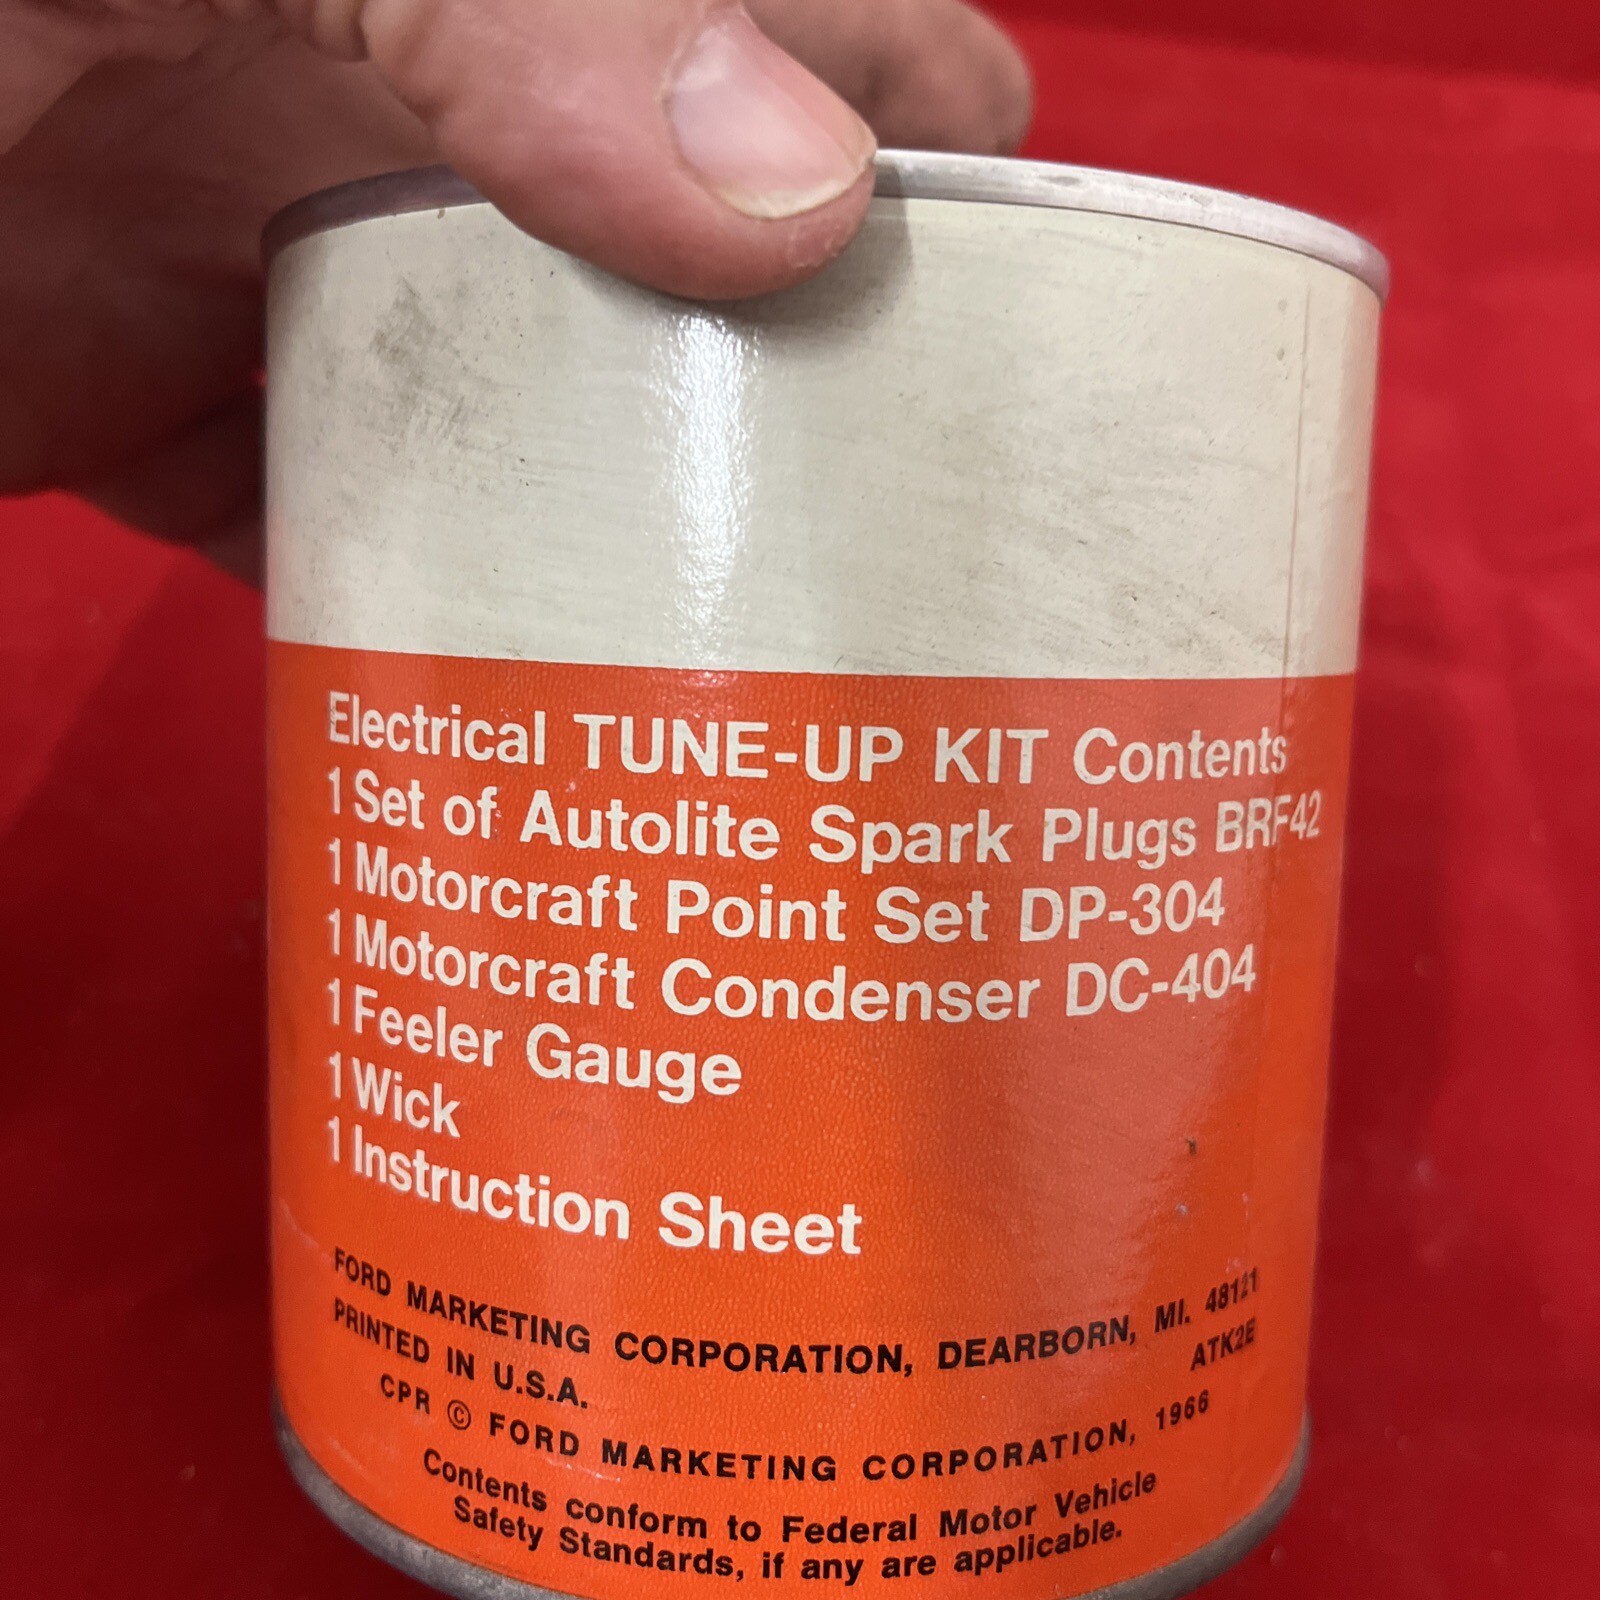 Electrical TUNE-UP KIT Contents
1 Set of Autolite Spark Plugs BRF42
1 Motorcraft Point Set DP-304
1 Motorcraft Condenser DC-404
1 Feeler Gauge
1 Wick
1 Instruction Sheet
FORD MARKETING CORPORATION, DEARBORN, MI. 48121
PRINTED IN U.S.A. ATK2E
CPR © FORD MARKETING CORPORATION, 1966
Contents conform to Federal Motor Vehicle
Safety Standards, if any are applicable.